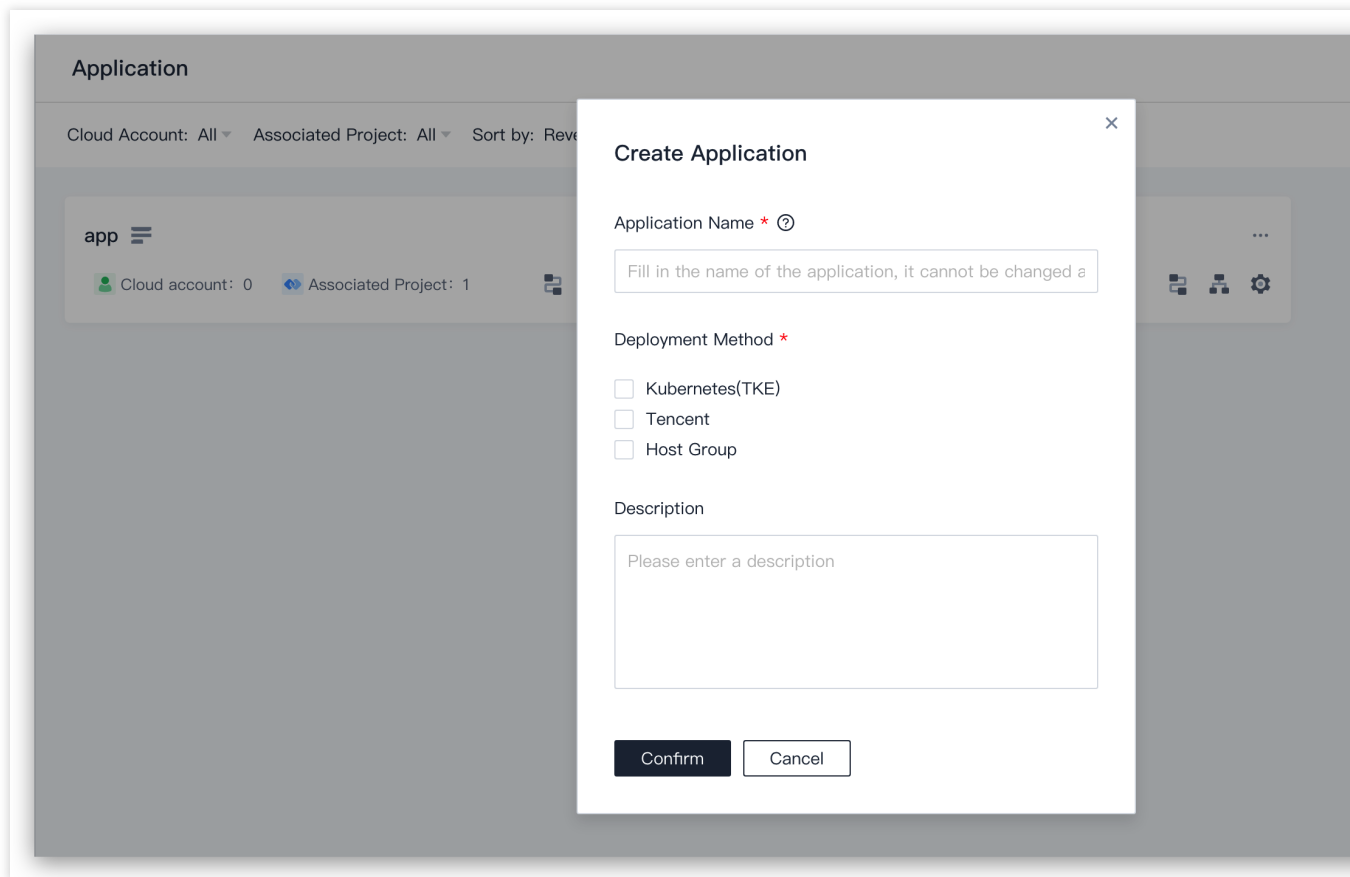 Application
Cloud Account: All Associated Project: All Sort by:
Create Application
Application Name * ?
Fill in the name of the application, it cannot be changed
app
...
Cloud account: 0 Associated Project: 1
Deployment Method *
Kubernetes(TKE)
Tencent
Host Group
Description
Please enter a description
Confirm Cancel